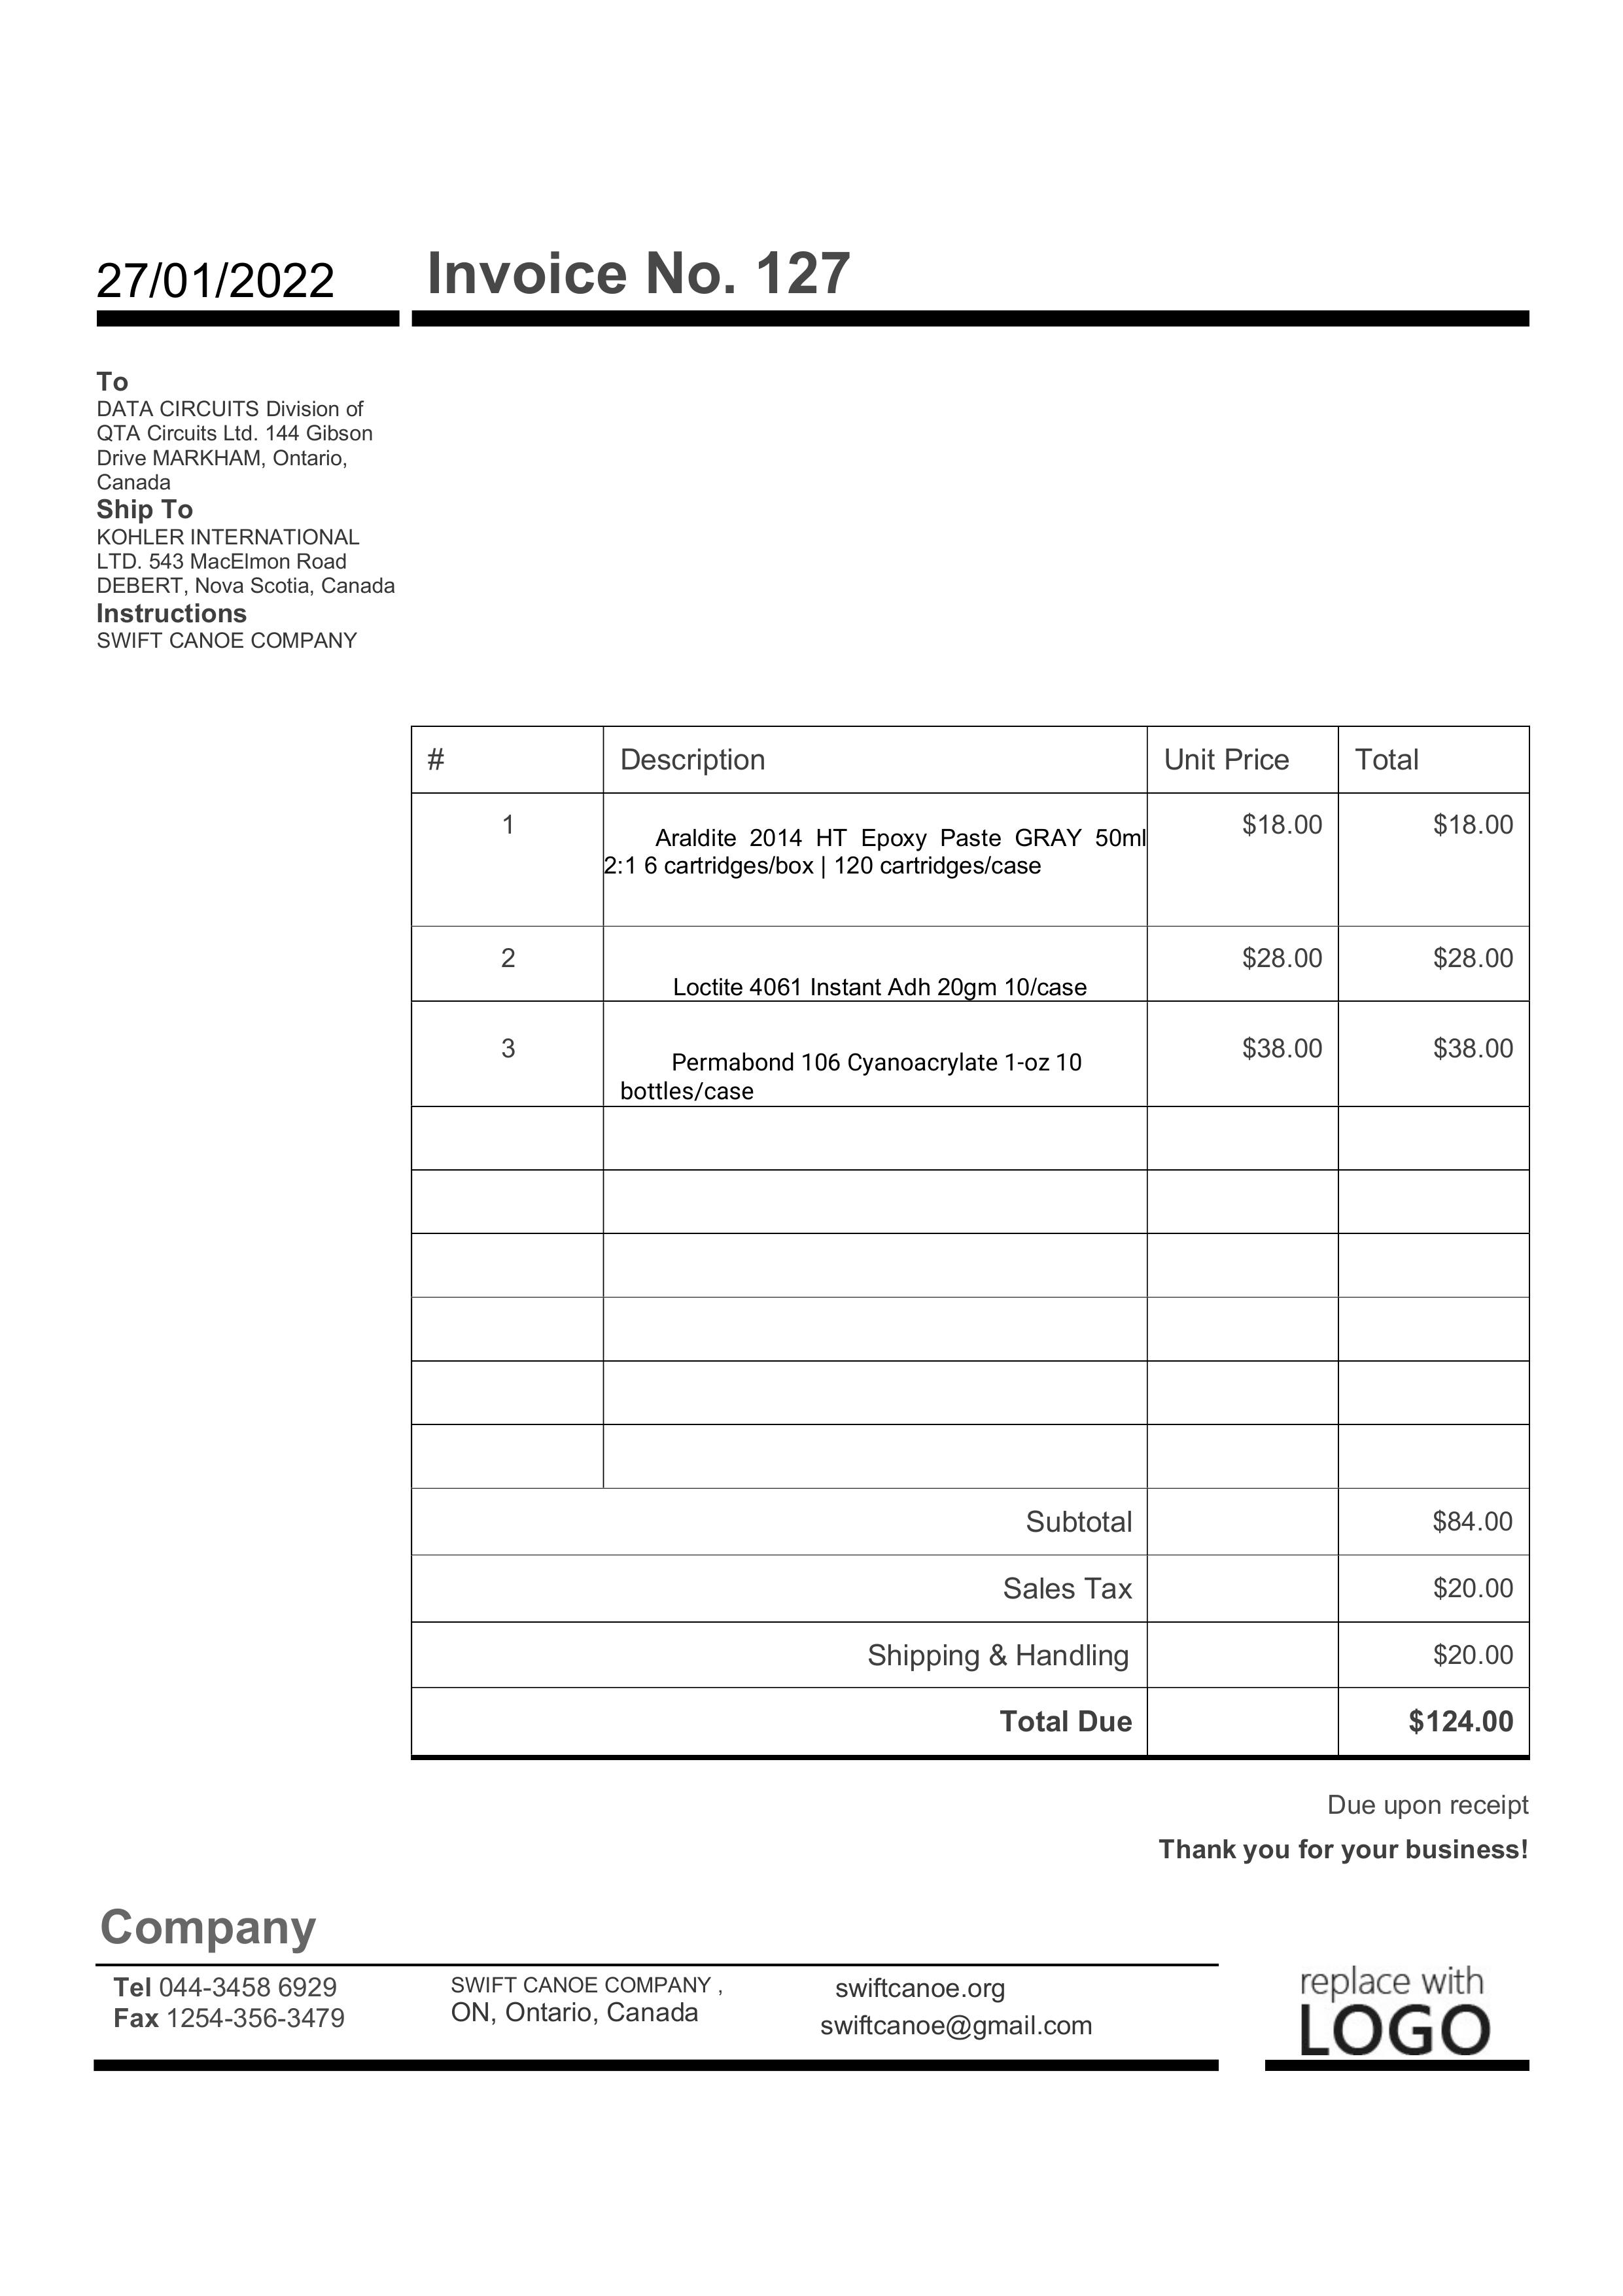 27/01/2022
Invoice No. 127
To
DATA CIRCUITS Division of
QTA Circuits Ltd. 144 Gibson
Drive MARKHAM, Ontario,
Canada
Ship To
KOHLER INTERNATIONAL
LTD. 543 MacElmon Road
DEBERT, Nova Scotia, Canada
Instructions
SWIFT CANOE COMPANY
# Description Unit Price Total
1 Araldite 2014 HT Epoxy Paste GRAY 50ml $18.00 $18.00
2:1 6 cartridges/box | 120 cartridges/case
2 Loctite 4061 Instant Adh 20gm 10/case $28.00 $28.00
3 Permabond 106 Cyanoacrylate 1-oz 10 $38.00 $38.00
bottles/case
Subtotal $84.00
Sales Tax $20.00
Shipping & Handling $20.00
Total Due $124.00
Due upon receipt
Thank you for your business!
Company
Tel 044-3458 6929
Fax 1254-356-3479
SWIFT CANOE COMPANY ,
ON, Ontario, Canada
swiftcanoe.org
swiftcanoe@gmail.com
replace with
LOGO